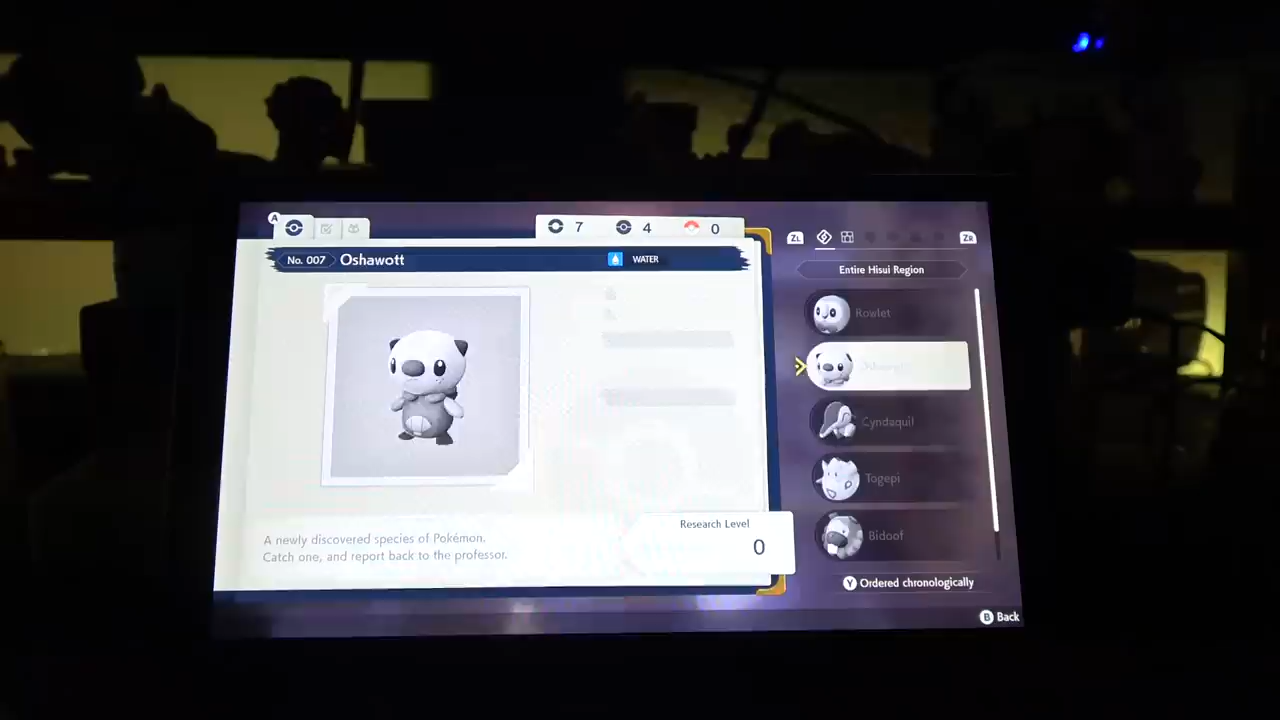 A
7 4 0
No. 007 Oshawott WATER
A newly discovered species of Pokémon.
Catch one, and report back to the professor.
Research Level
0
ZL ZR
Entire Hisui Region
Rowlet
Oshawott
Cyndaquil
Togepi
Bidoof
Y Ordered chronologically
B Back